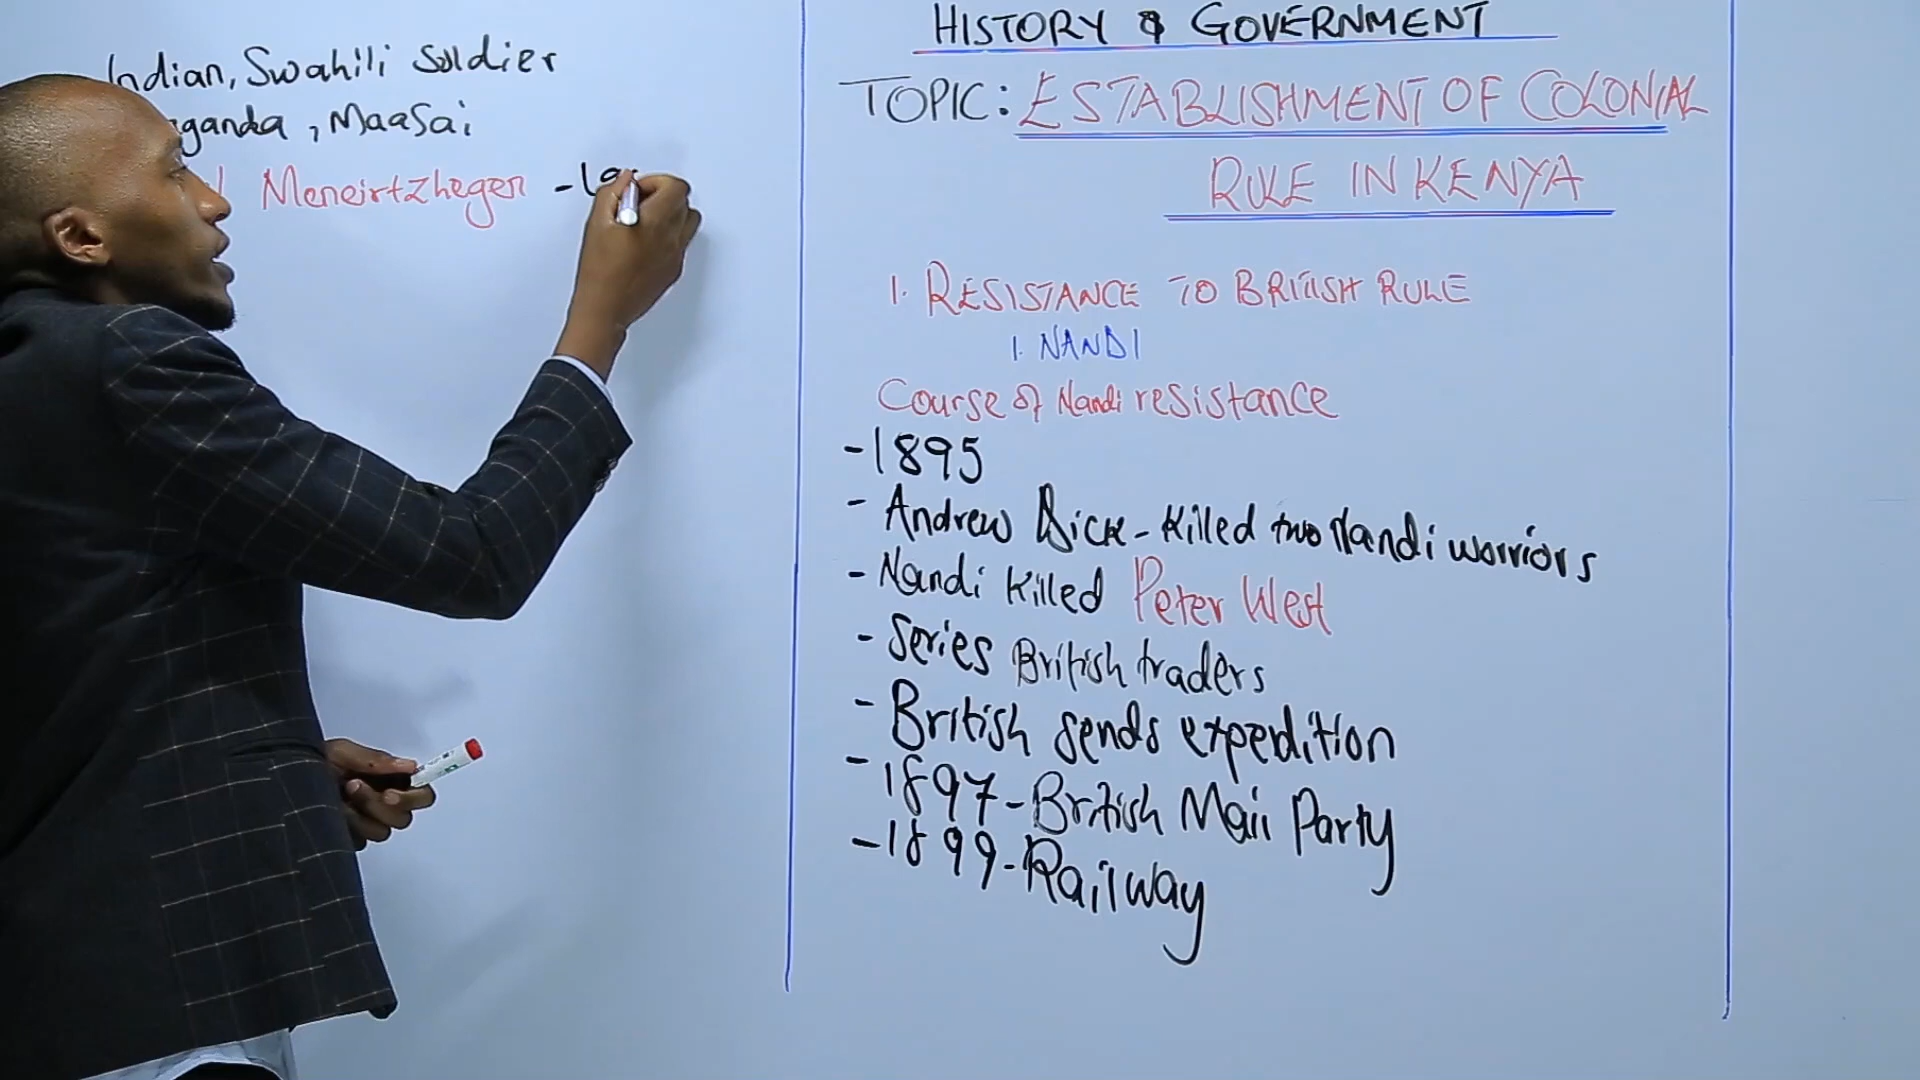 Indian, Swahili Soldier
, Maasai
Meneirtzhegen -
HISTORY & GOVERNMENT
TOPIC: ESTABLISHMENT OF COLONIAL
RULE IN KENYA
1. RESISTANCE TO BRITISH RULE
1. NANDI
Course of Nandi resistance
- 1895
- Andrew Dick - Killed two Nandi worriors
- Nandi killed Peter West
- Series British traders
- British sends expedition
- 1897 - British Mail Party
- 1899 - Railway